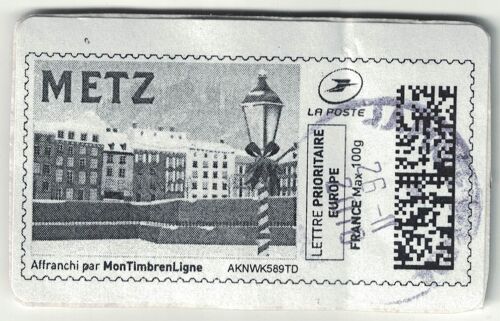 METZ
LA POSTE
LETTRE PRIORITAIRE
EUROPE
FRANCE Max 100g
Affranchi par MonTimbrenLigne
AKNWK589TD